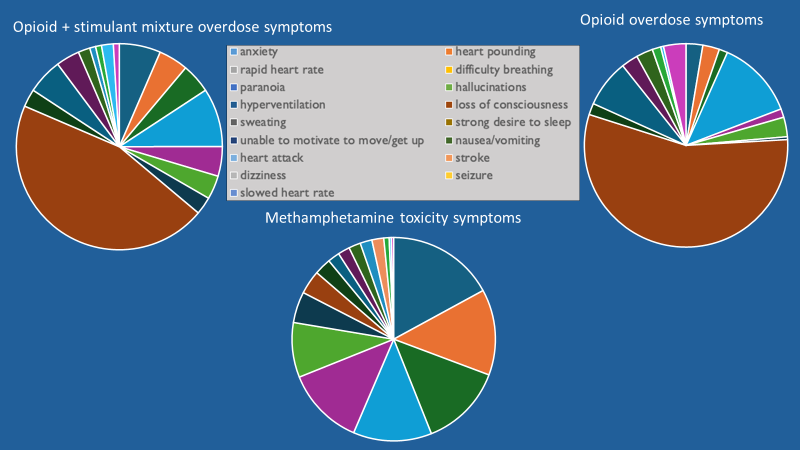 Opioid + stimulant mixture overdose symptoms
Opioid overdose symptoms
anxiety
heart pounding
rapid heart rate
difficulty breathing
paranoia
hallucinations
hyperventilation
loss of consciousness
sweating
strong desire to sleep
unable to motivate to move/get up
nausea/vomiting
heart attack
stroke
dizziness
seizure
slowed heart rate
Methamphetamine toxicity symptoms